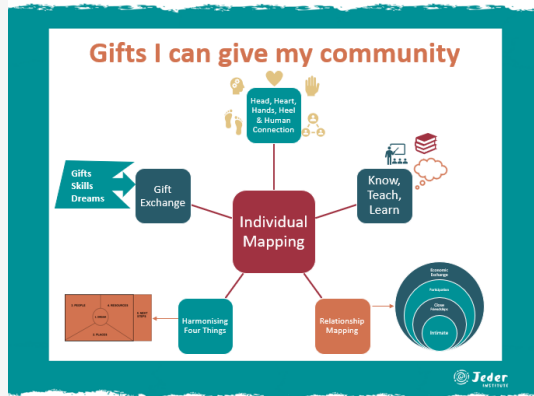 Gifts I can give my community
Head, Heart,
Hands, Heel
& Human
Connection
Gifts
Skills
Dreams
Gift
Exchange
Know,
Teach,
Learn
Individual
Mapping
Economic
Exchange
Participation
Close
Friendships
Intimate
Harmonising
Four Things
Relationship
Mapping
Jeder
INSTITUTE